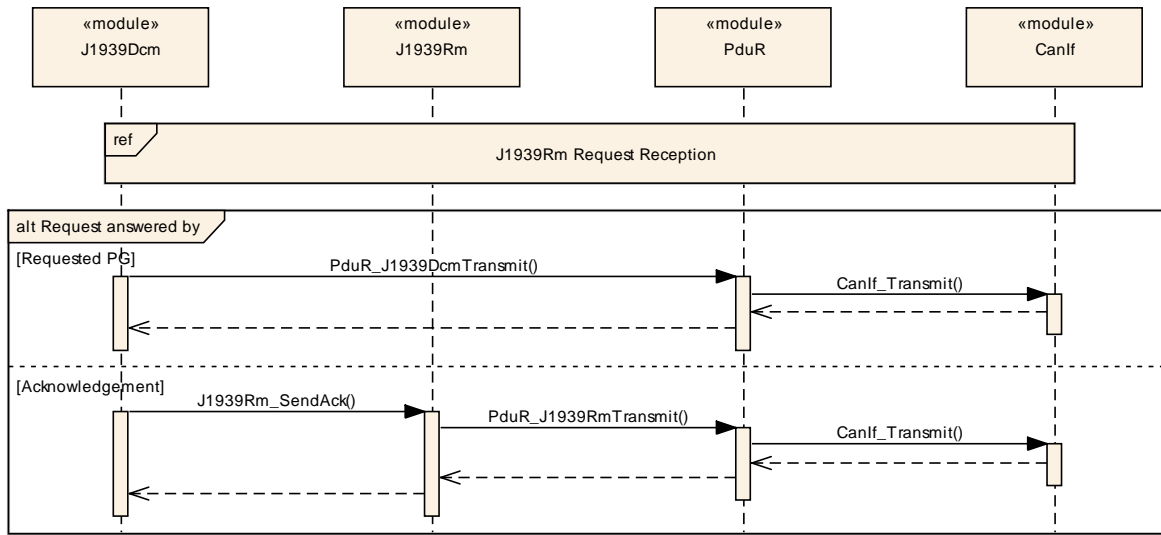 «module»
J1939Dcm
«module»
J1939Rm
«module»
PduR
«module»
CanIf
ref
J1939Rm Request Reception
alt Request answered by
[Requested PG]
PduR_J1939DcmTransmit()
CanIf_Transmit()
[Acknowledgement]
J1939Rm_SendAck()
PduR_J1939RmTransmit()
CanIf_Transmit()